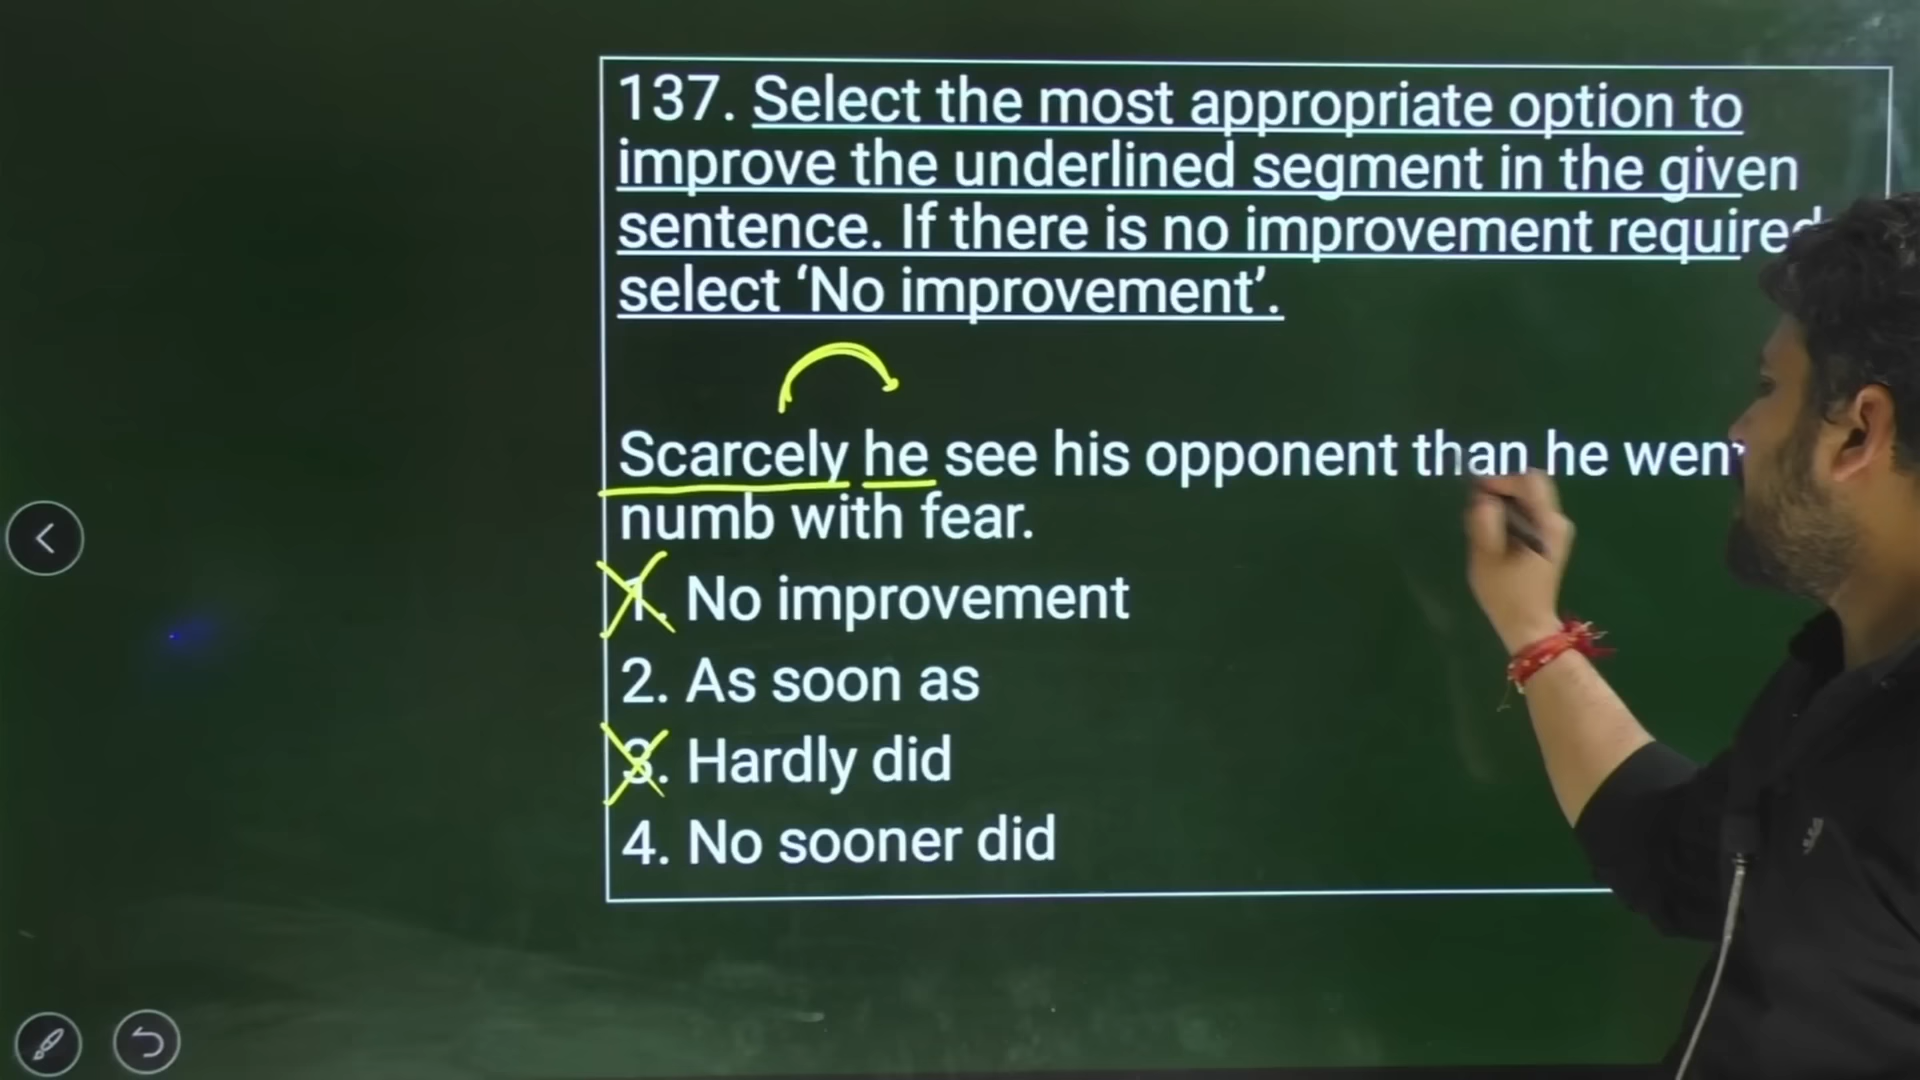 137. Select the most appropriate option to
improve the underlined segment in the given
sentence. If there is no improvement required
select ‘No improvement’.
Scarcely he see his opponent than he went
numb with fear.
1. No improvement
2. As soon as
3. Hardly did
4. No sooner did